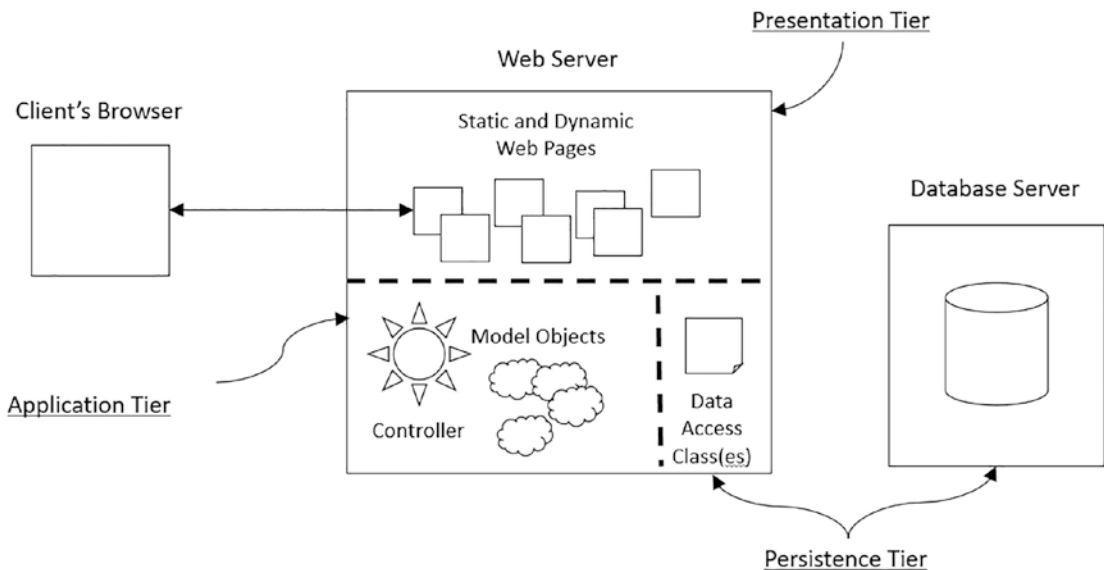 Presentation Tier
Web Server
Client's Browser
Static and Dynamic
Web Pages
Database Server
Model Objects
Application Tier
Controller
Data
Access
Class(es)
Persistence Tier